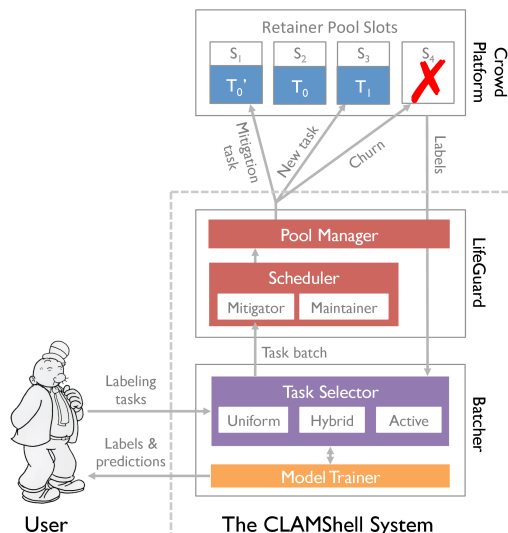 Retainer Pool Slots
S1 S2 S3 S4
T0' T0 T1
Crowd
Platform
Mitigation
task
New task
Churn
Labels
Pool Manager
Scheduler
Mitigator Maintainer
LifeGuard
Task batch
Labeling
tasks
Task Selector
Uniform Hybrid Active
Batcher
Labels &
predictions
Model Trainer
User
The CLAMShell System